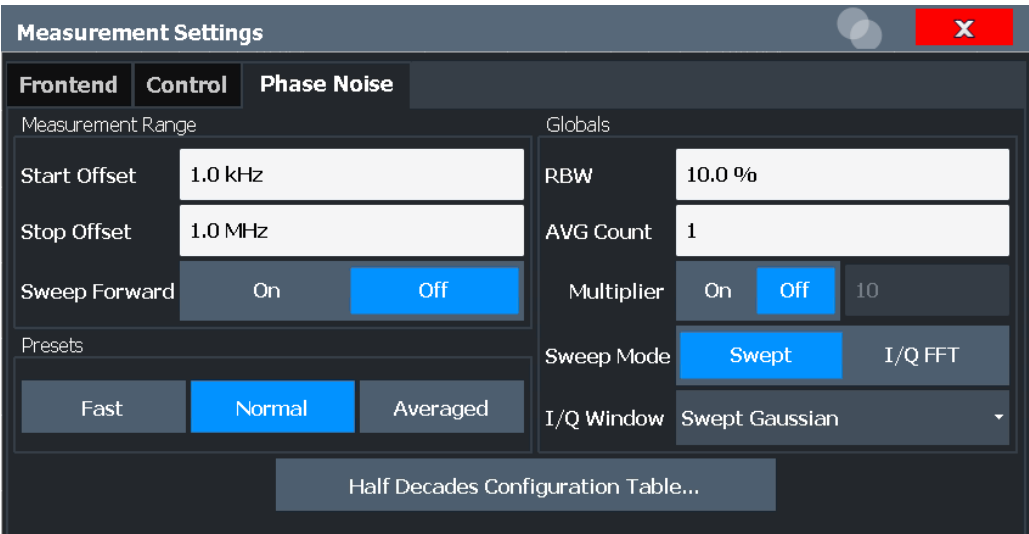 Measurement Settings
X
Frontend Control Phase Noise
Measurement Range
Start Offset 1.0 kHz
Stop Offset 1.0 MHz
Sweep Forward On Off
Presets
Fast Normal Averaged
Globals
RBW 10.0 %
AVG Count 1
Multiplier On Off 10
Sweep Mode Swept I/Q FFT
I/Q Window Swept Gaussian
Half Decades Configuration Table...